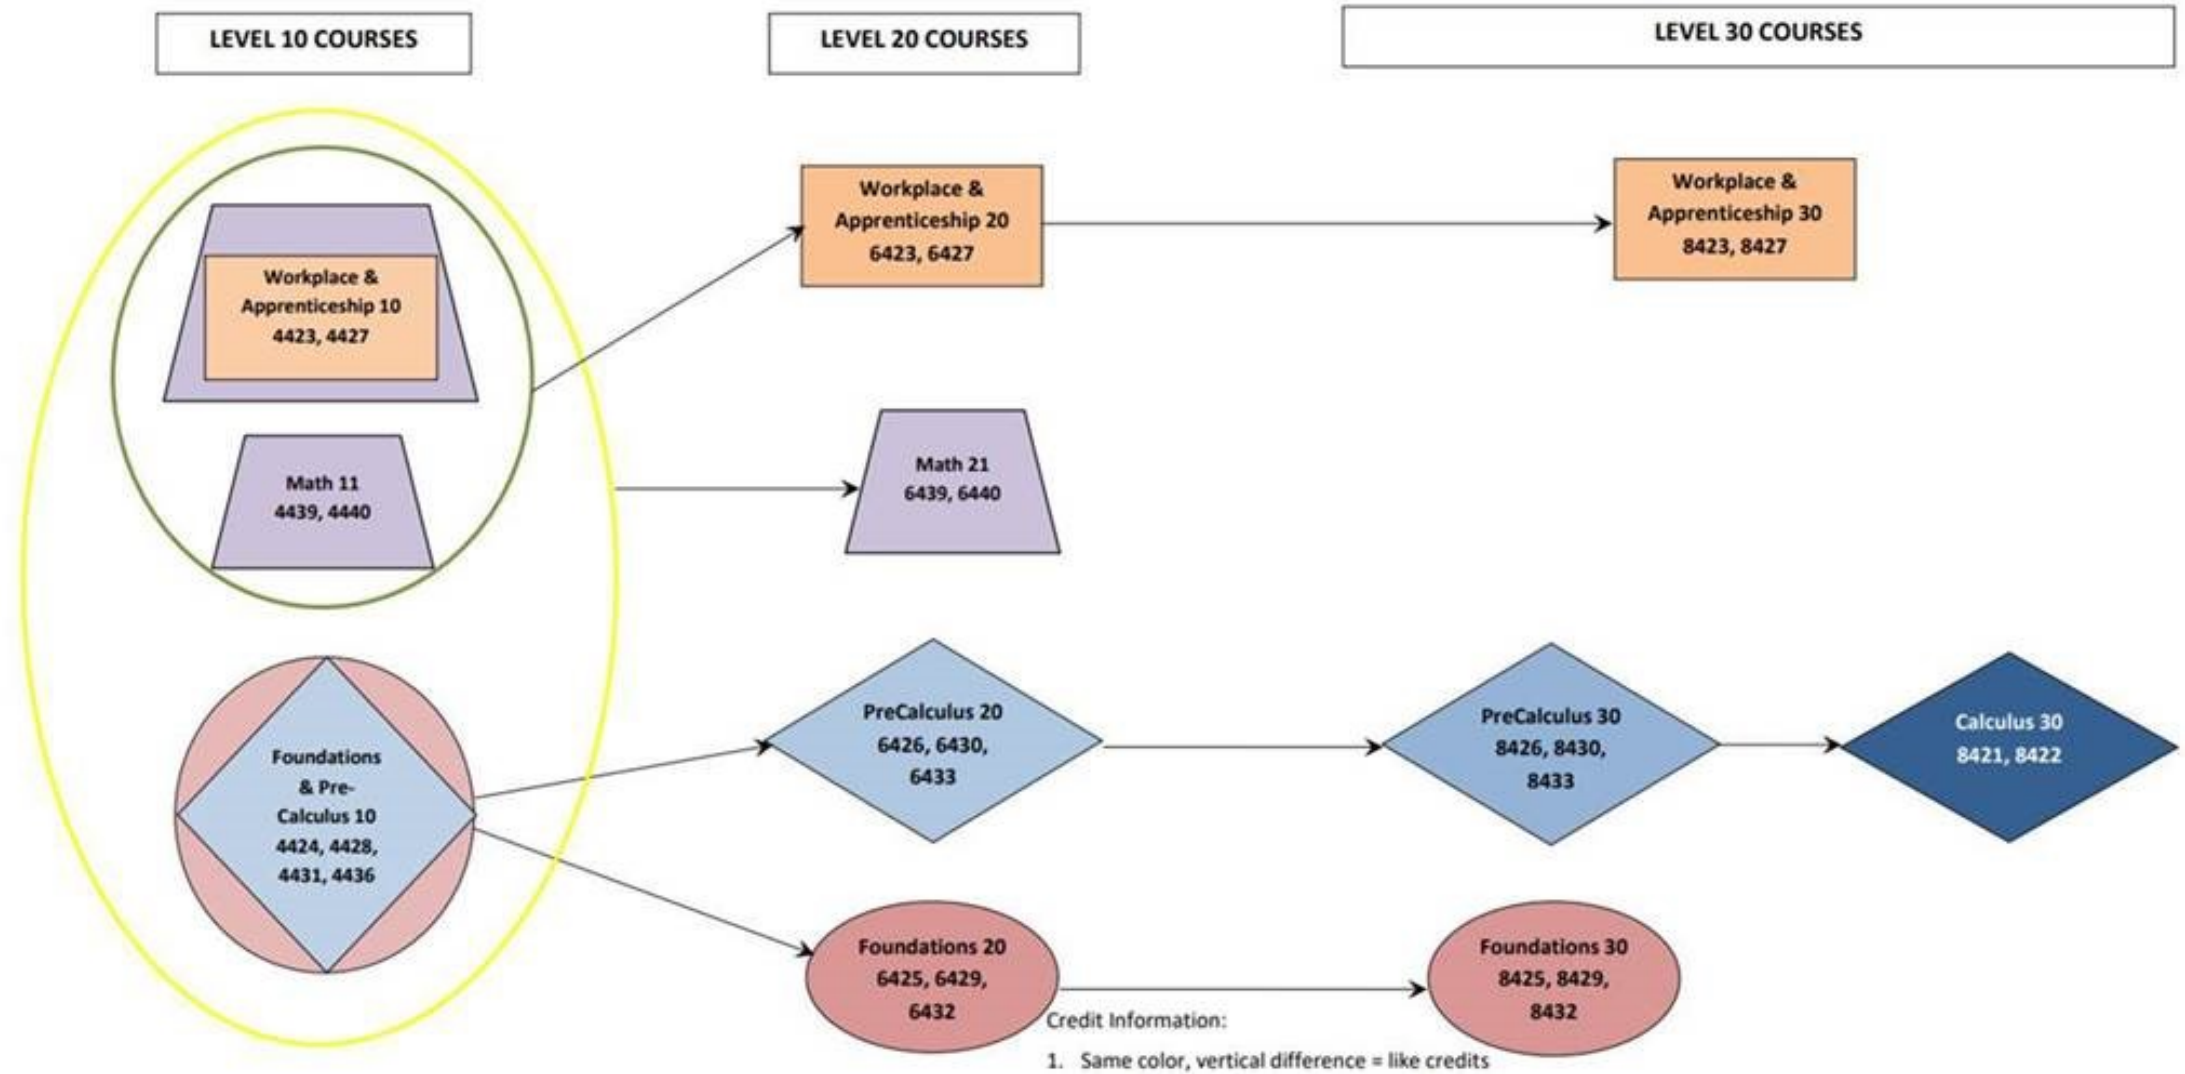 LEVEL 10 COURSES
LEVEL 20 COURSES
LEVEL 30 COURSES
Workplace &
Apprenticeship 10
4423, 4427
Math 11
4439, 4440
Foundations
& Pre-
Calculus 10
4424, 4428,
4431, 4436
Workplace &
Apprenticeship 20
6423, 6427
Math 21
6439, 6440
PreCalculus 20
6426, 6430,
6433
Foundations 20
6425, 6429,
6432
Workplace &
Apprenticeship 30
8423, 8427
PreCalculus 30
8426, 8430,
8433
Calculus 30
8421, 8422
Foundations 30
8425, 8429,
8432
Credit Information:
1. Same color, vertical difference = like credits